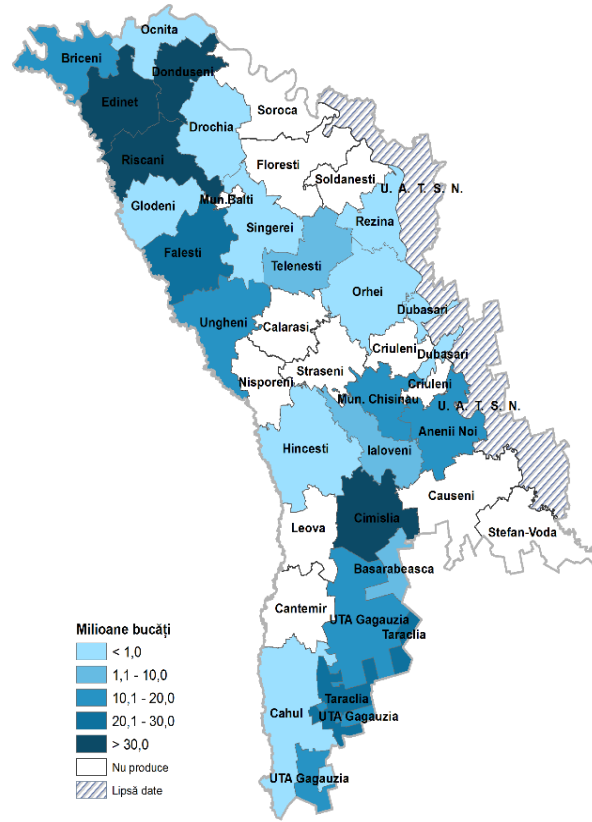 Ocnita
Briceni
Donduseni
Edinet
Soroca
Drochia
Floresti
Riscani
Soldanesti
U. A. T. S. N.
Mun.Balti
Glodeni
Rezina
Singerei
Falesti
Telenesti
Orhei
Dubasari
Ungheni
Calarasi
Criuleni
Dubasari
Straseni
Nisporeni
Criuleni
Mun. Chisinau
U. A. T. S. N.
Anenii Noi
Hincesti
Ialoveni
Causeni
Cimislia
Leova
Stefan-Voda
Basarabeasca
Cantemir
UTA Gagauzia
Taraclia
Milioane bucăți
< 1,0
1,1 - 10,0
10,1 - 20,0
20,1 - 30,0
> 30,0
Nu produce
Lipsă date
Taraclia
Cahul
UTA Gagauzia
UTA Gagauzia